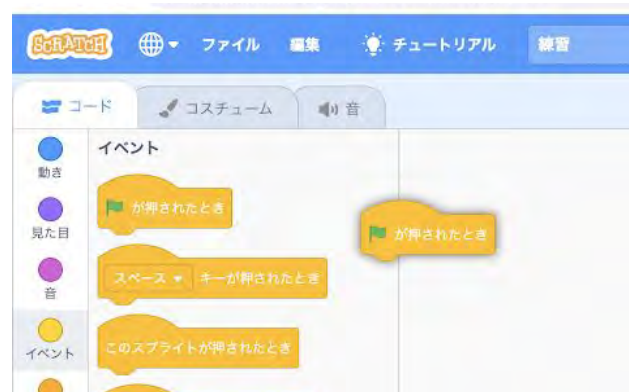 SCRATCH ファイル 編集 チュートリアル 練習
コード コスチューム 音
動き
見た目
音
イベント
イベント
が押されたとき
スペース キーが押されたとき
このスプライトが押されたとき
が押されたとき